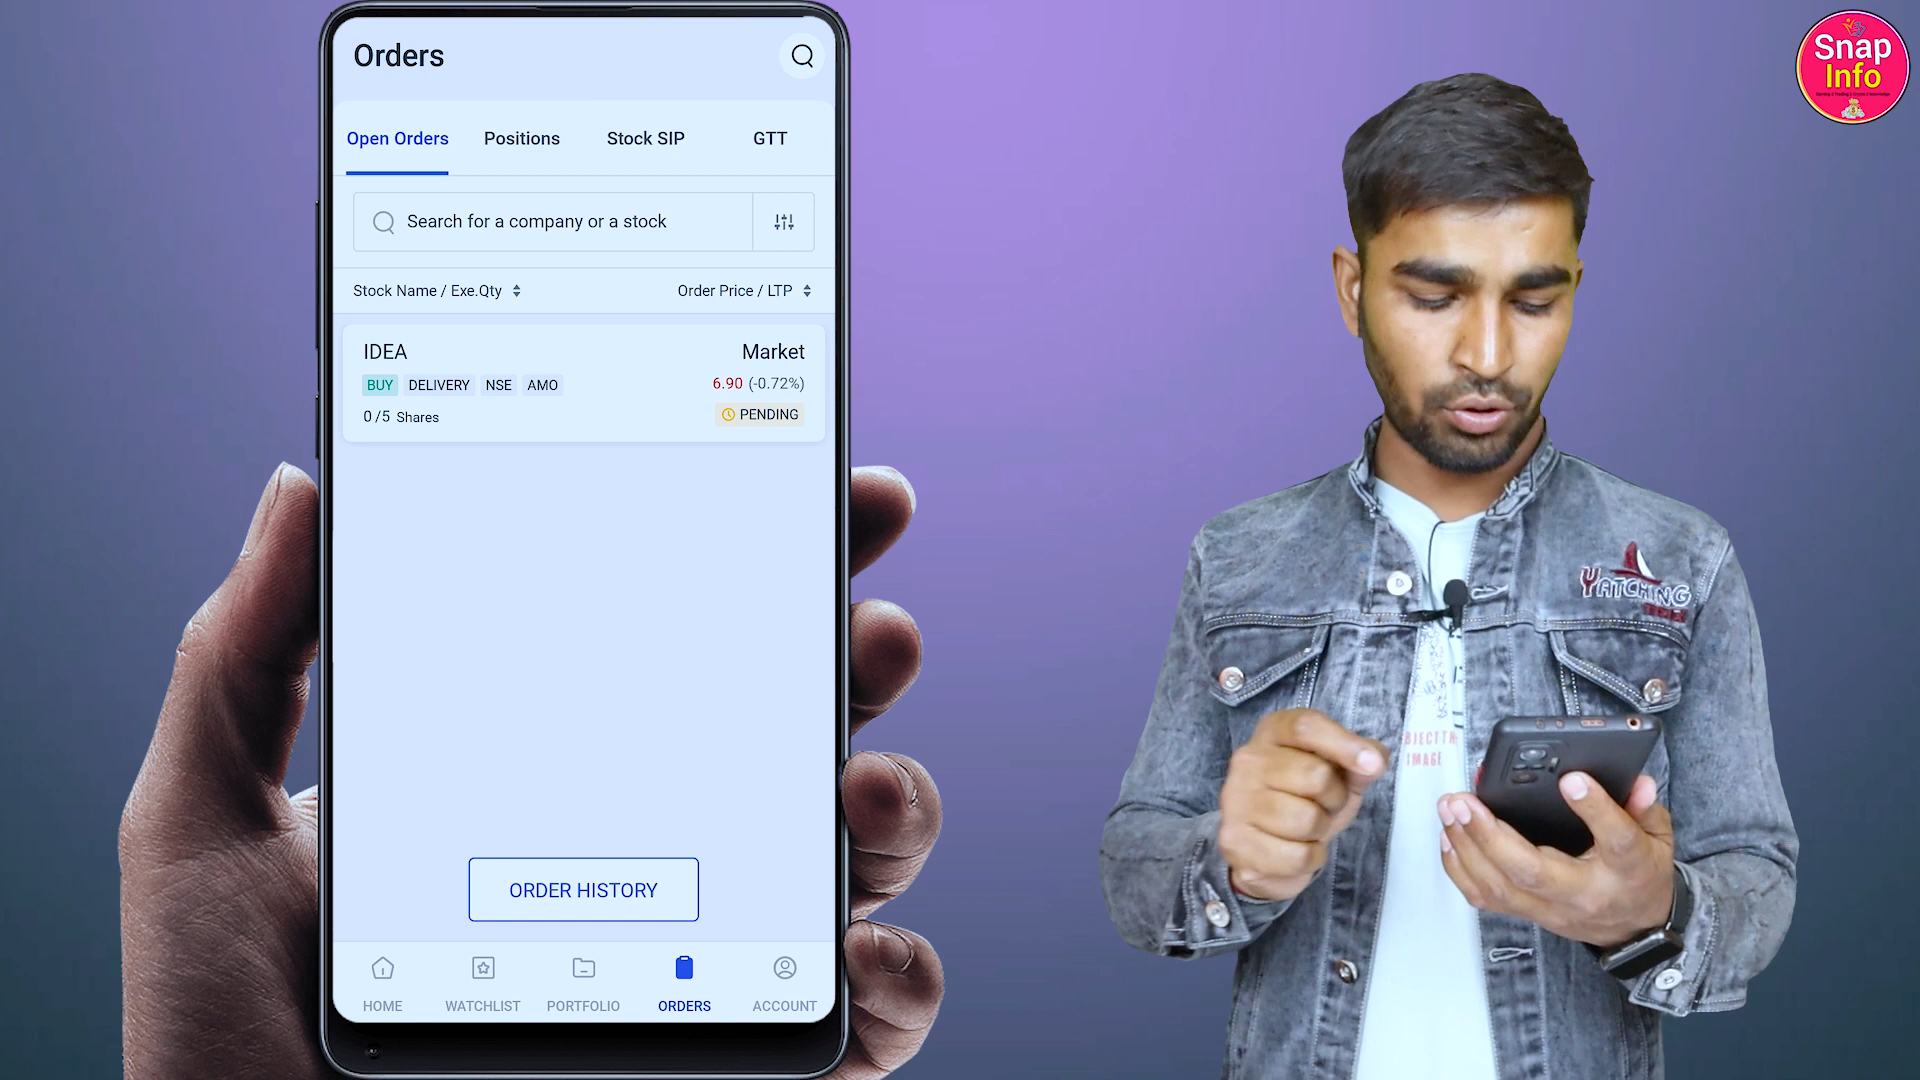 Orders
Open Orders Positions Stock SIP GTT
Search for a company or a stock
Stock Name / Exe.Qty Order Price / LTP
IDEA Market
BUY DELIVERY NSE AMO 6.90 (-0.72%)
0 /5 Shares PENDING
ORDER HISTORY
HOME WATCHLIST PORTFOLIO ORDERS ACCOUNT
Snap
Info
YATCHING
IMAGE